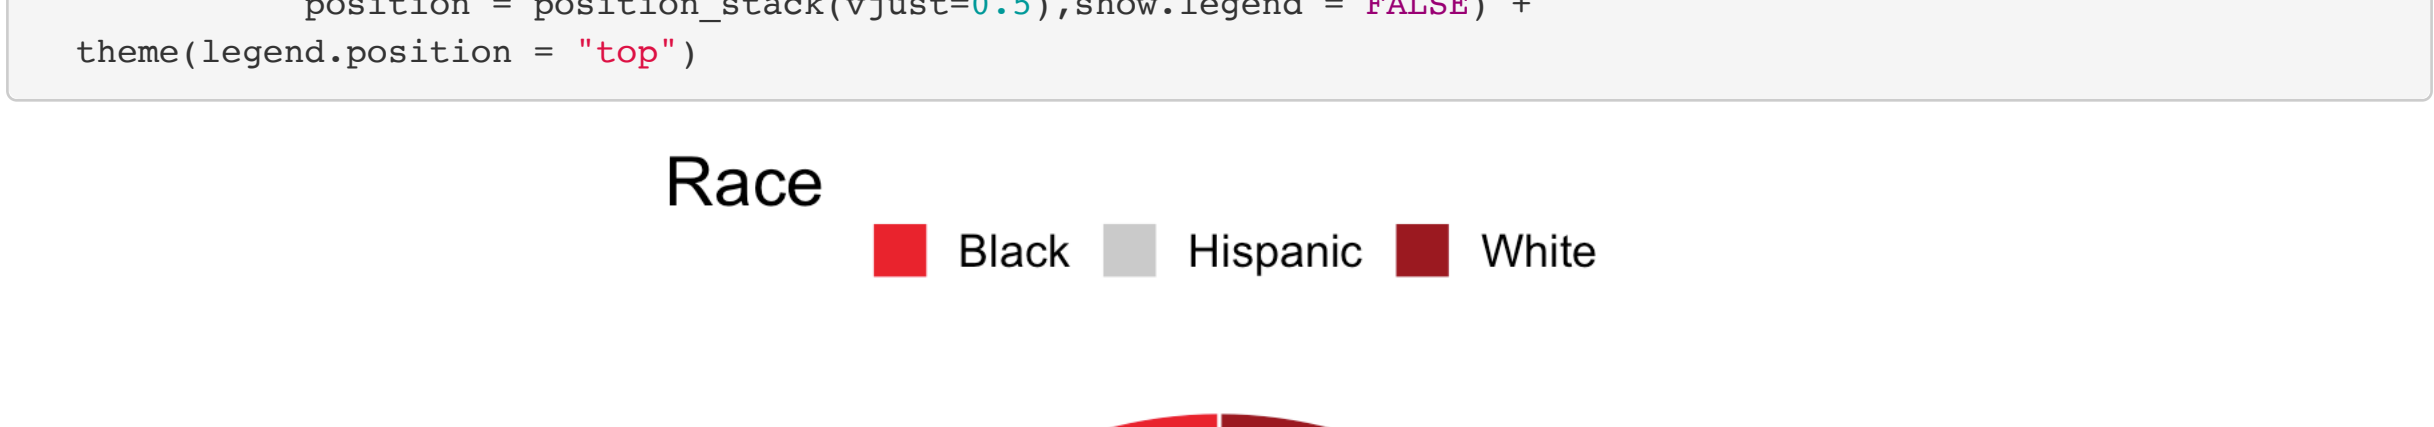 position = position_stack(vjust=0.5),show.legend = FALSE) +
theme(legend.position = "top")
Race
Black Hispanic White